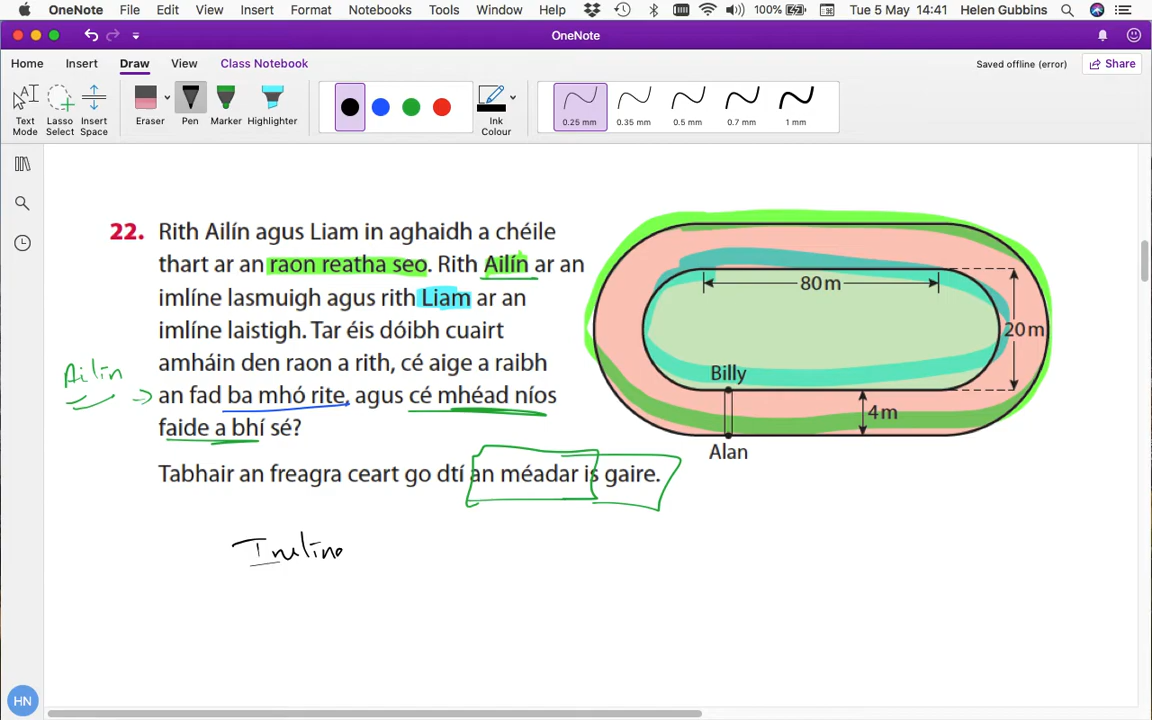 OneNote File Edit View Insert Format Notebooks Tools Window Help 100% Tue 5 May 14:41 Helen Gubbins
OneNote
Home Insert Draw View Class Notebook Saved offline (error) Share
Text Mode Lasso Select Insert Space Eraser Pen Marker Highlighter Ink Colour 0.25 mm 0.35 mm 0.5 mm 0.7 mm 1 mm
22. Rith Ailín agus Liam in aghaidh a chéile
thart ar an raon reatha seo. Rith Ailín ar an
imlíne lasmuigh agus rith Liam ar an
imlíne laistigh. Tar éis dóibh cuairt
amháin den raon a rith, cé aige a raibh
an fad ba mhó rite, agus cé mhéad níos
faide a bhí sé?
Tabhair an freagra ceart go dtí an méadar is gaire.
Ailín
80 m
20 m
Billy
4 m
Alan
HN